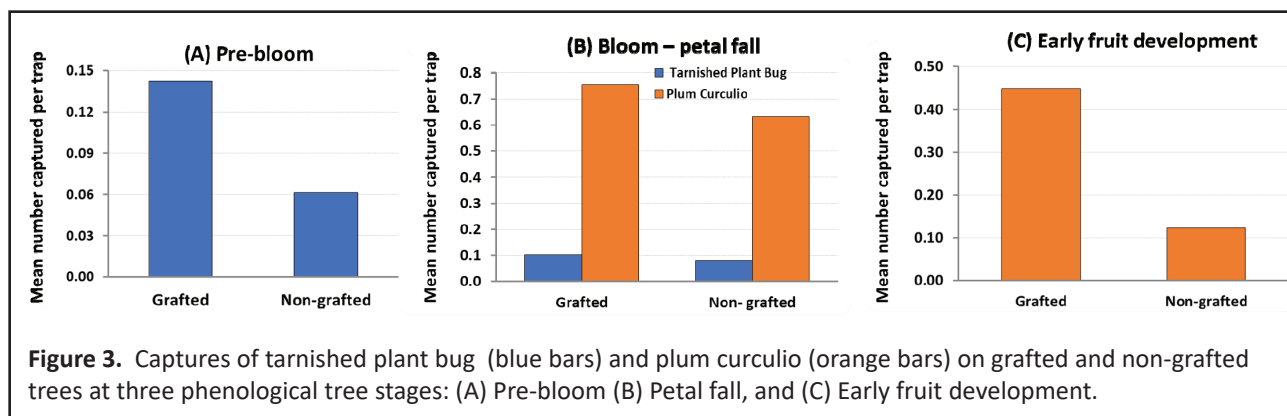 (A) Pre-bloom
Mean number captured per trap
0.15
0.12
0.09
0.06
0.03
0.00
Grafted Non-grafted
(B) Bloom – petal fall
Mean number captured per trap
0.8
0.7
0.6
0.5
0.4
0.3
0.2
0.1
0.0
Tarnished Plant Bug
Plum Curculio
Grafted Non- grafted
(C) Early fruit development
Mean number captured per trap
0.50
0.40
0.30
0.20
0.10
0.00
Grafted Non-grafted
Figure 3. Captures of tarnished plant bug (blue bars) and plum curculio (orange bars) on grafted and non-grafted
trees at three phenological tree stages: (A) Pre-bloom (B) Petal fall, and (C) Early fruit development.